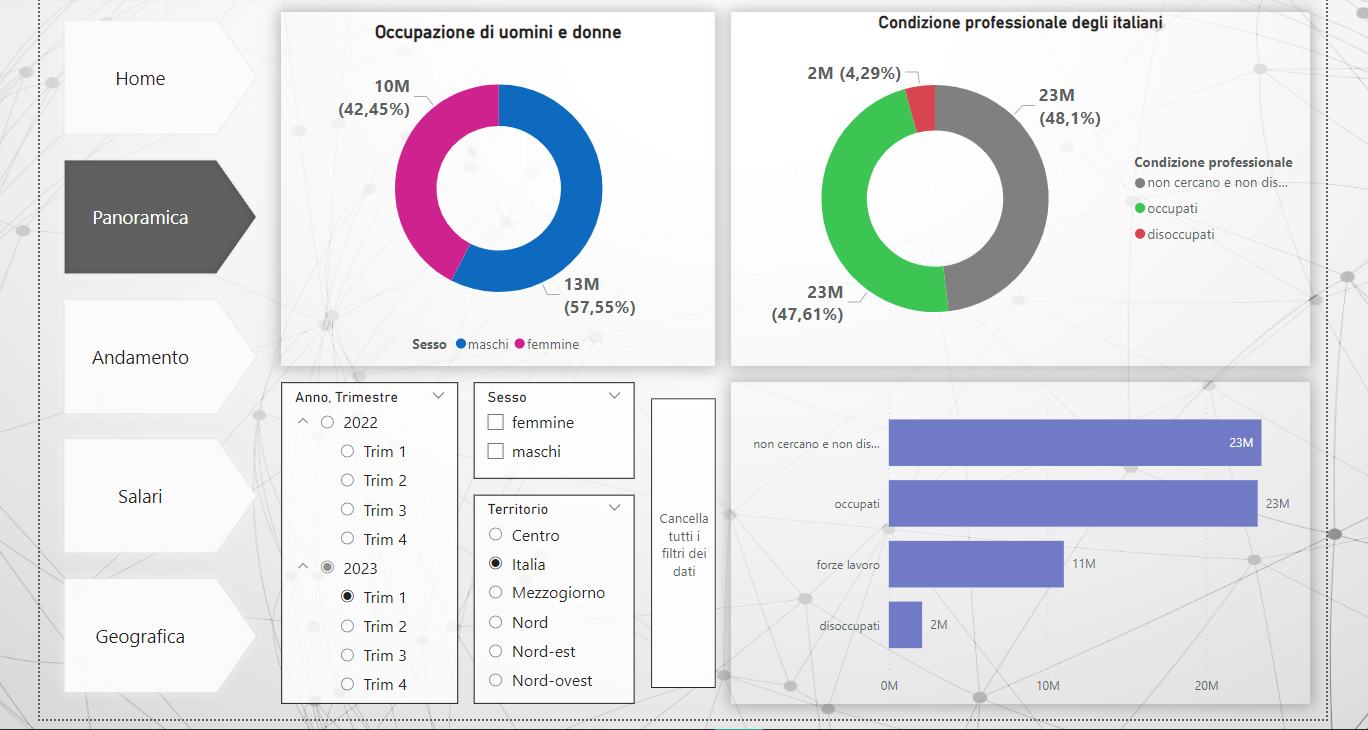 Home
Panoramica
Andamento
Salari
Geografica
Occupazione di uomini e donne
10M
(42,45%)
13M
(57,55%)
Sesso maschi femmine
Condizione professionale degli italiani
2M (4,29%)
23M
(48,1%)
23M
(47,61%)
Condizione professionale
non cercano e non dis...
occupati
disoccupati
Anno, Trimestre
2022
Trim 1
Trim 2
Trim 3
Trim 4
2023
Trim 1
Trim 2
Trim 3
Trim 4
Sesso
femmine
maschi
Territorio
Centro
Italia
Mezzogiorno
Nord
Nord-est
Nord-ovest
Cancella
tutti i
filtri dei
dati
non cercano e non dis... 23M
occupati 23M
forze lavoro 11M
disoccupati 2M
0M 10M 20M